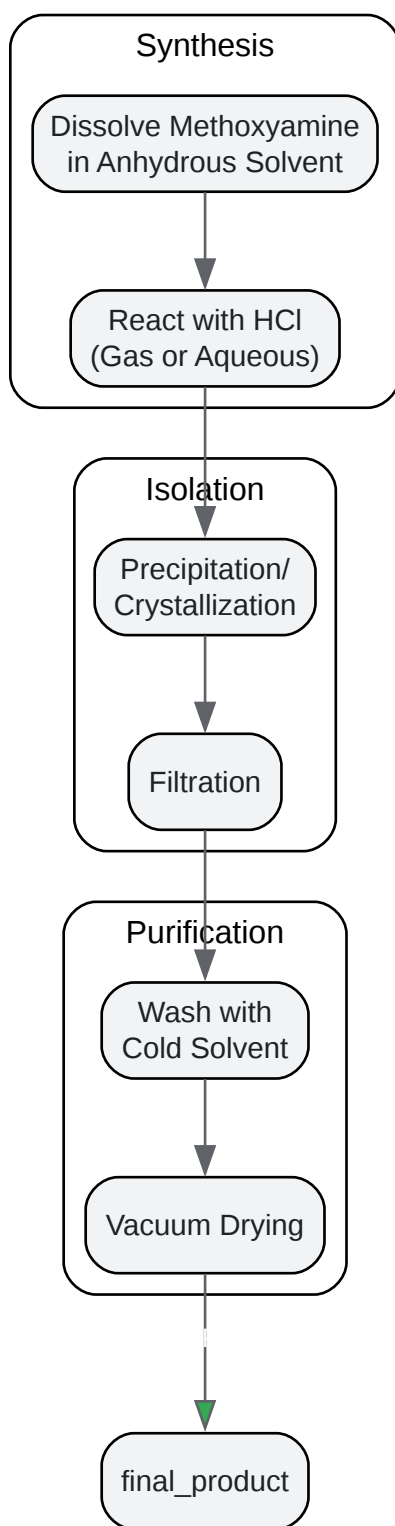 Synthesis
Dissolve Methoxyamine
in Anhydrous Solvent
React with HCl
(Gas or Aqueous)
Isolation
Precipitation/
Crystallization
Filtration
Purification
Wash with
Cold Solvent
Vacuum Drying
final_product